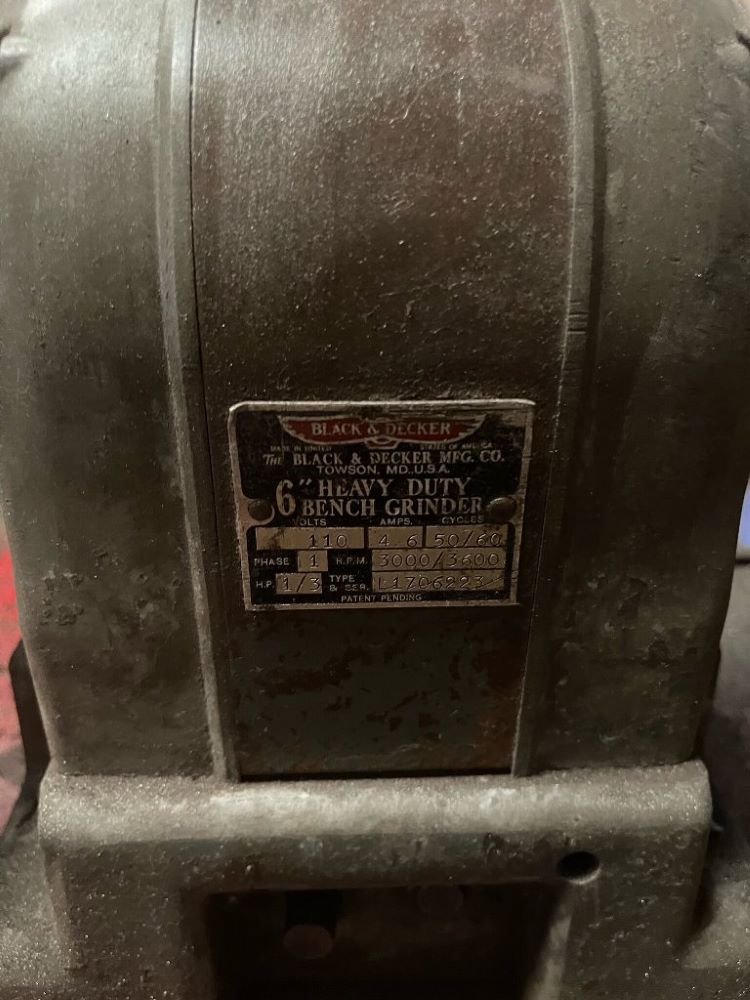 BLACK & DECKER
MADE IN UNITED STATES OF AMERICA
THE BLACK & DECKER MFG. CO.
TOWSON, MD., U.S.A.
6" HEAVY DUTY
BENCH GRINDER
VOLTS AMPS. CYCLES
110 4.6 50/60
PHASE 1 R.P.M. 3000/3600
H.P. 1/3 TYPE & SER.
PATENT PENDING